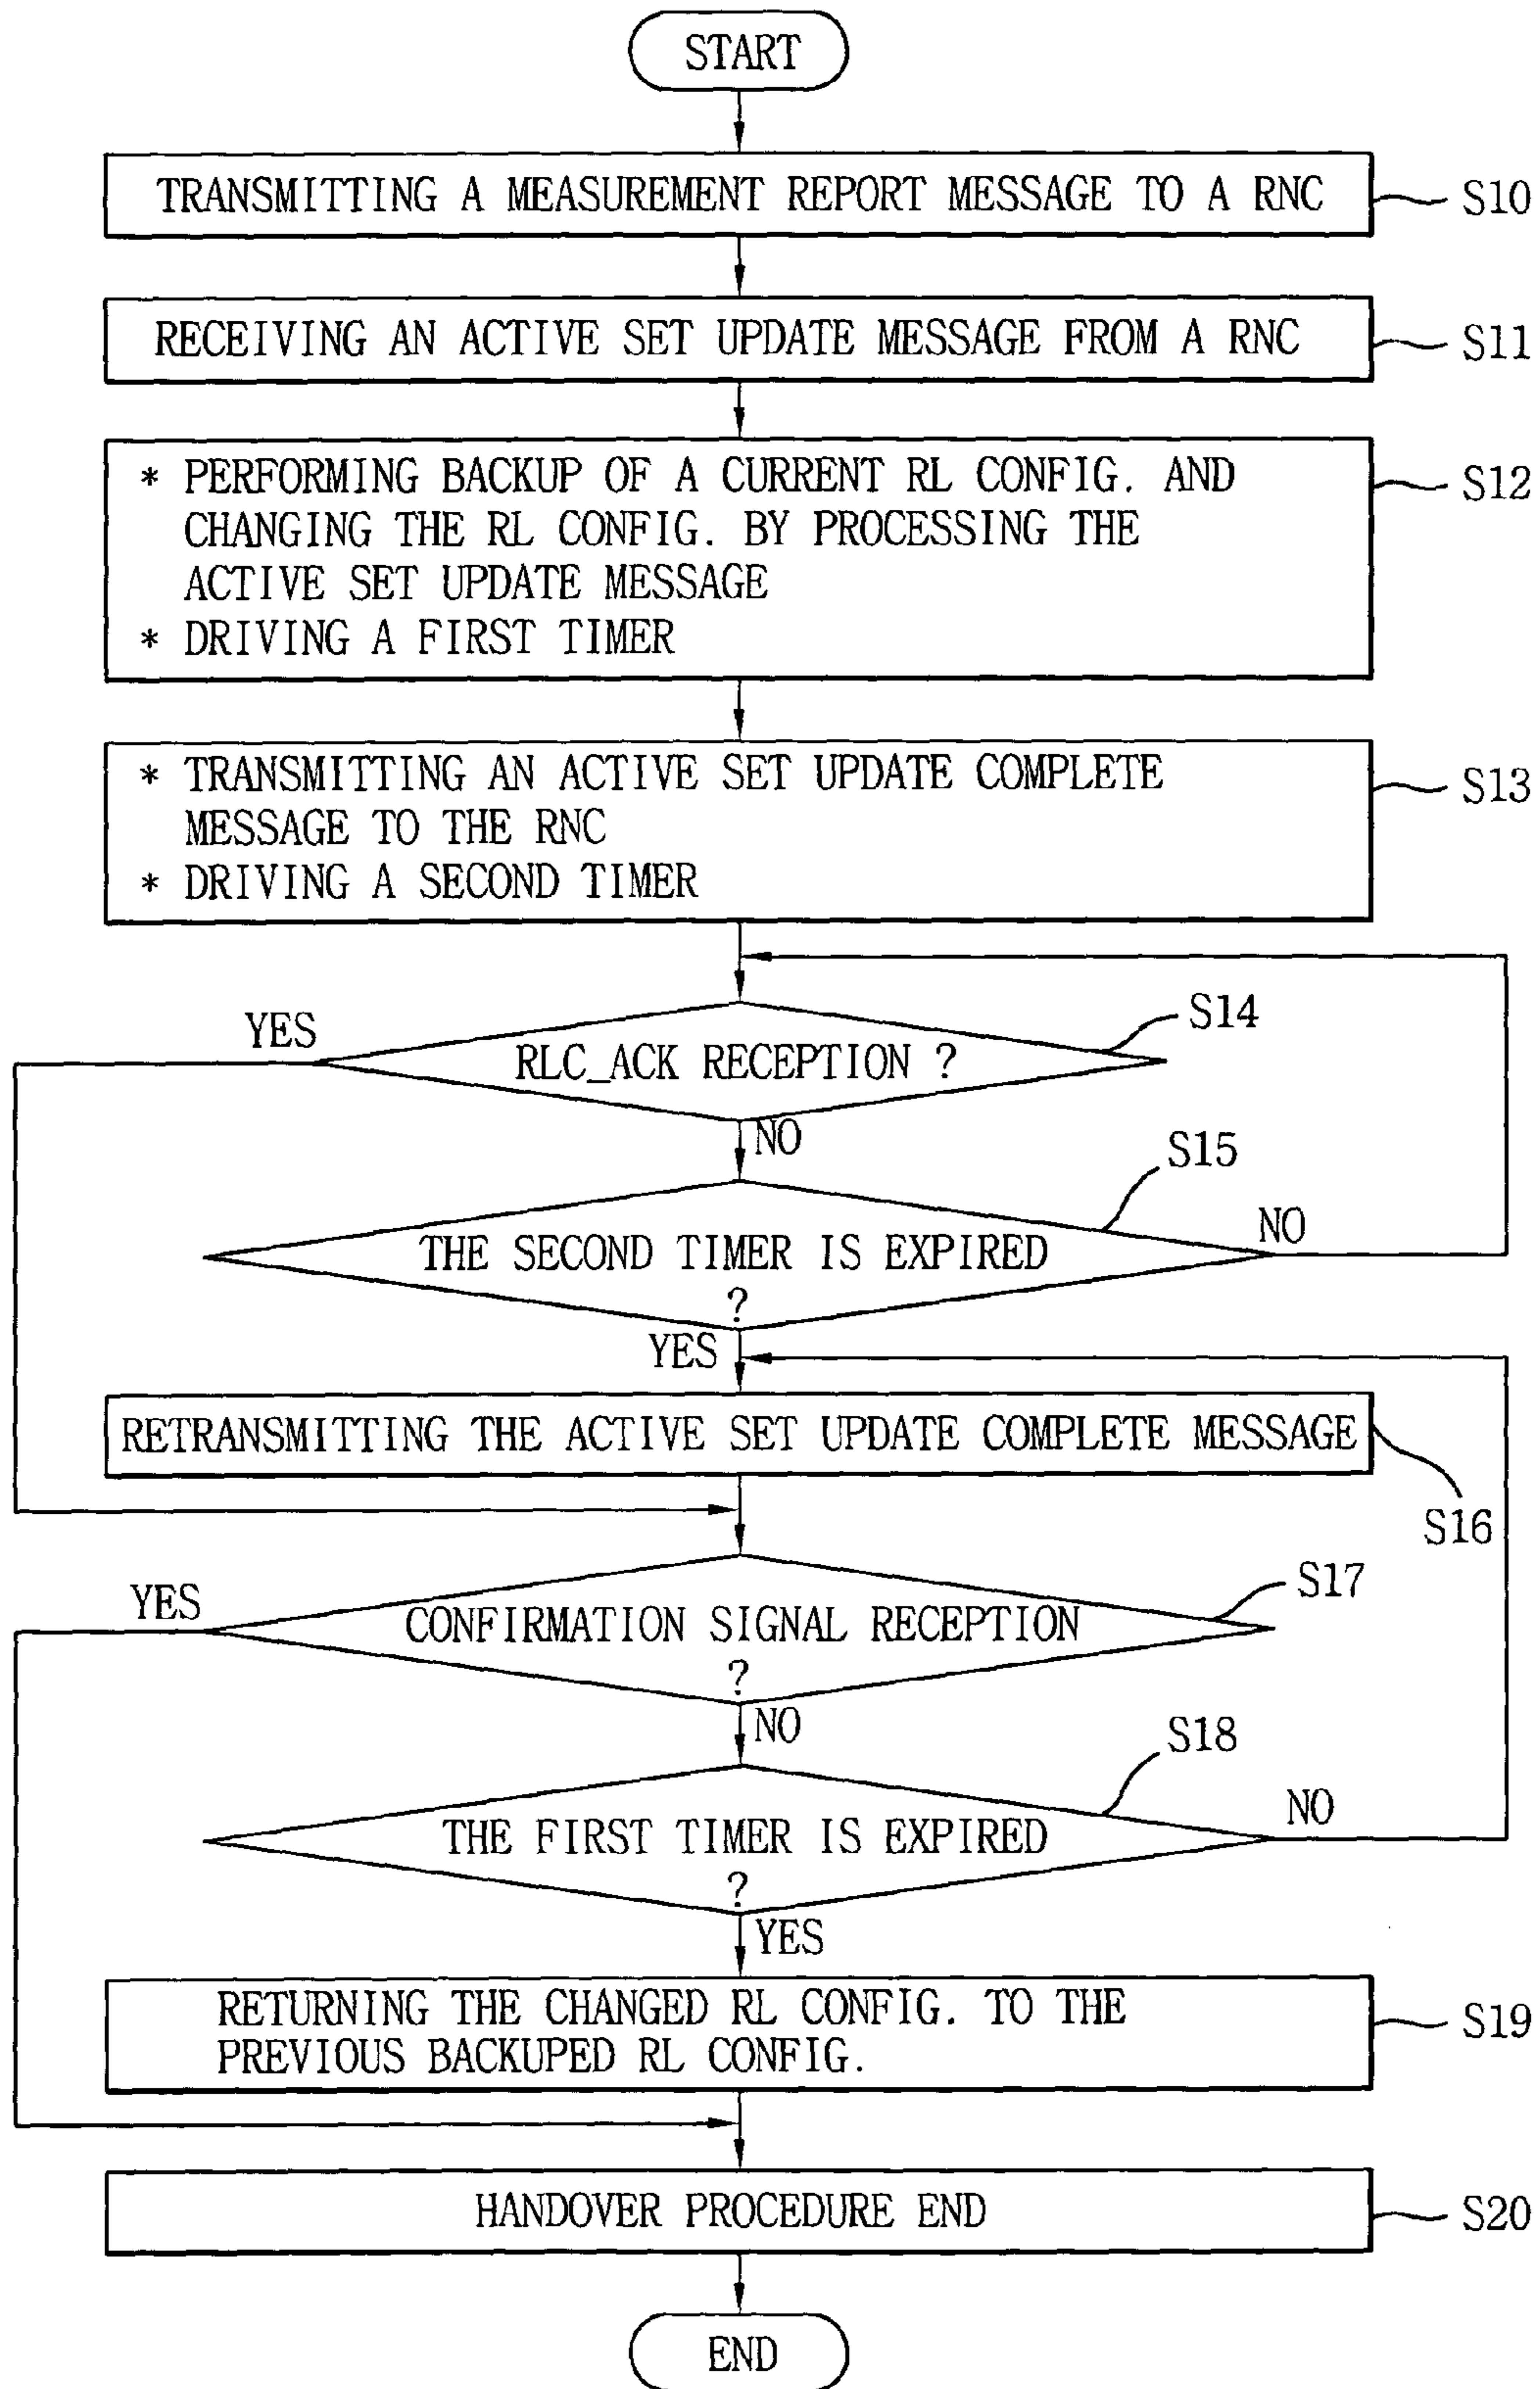 START
TRANSMITTING A MEASUREMENT REPORT MESSAGE TO A RNC
S10
RECEIVING AN ACTIVE SET UPDATE MESSAGE FROM A RNC
S11
* PERFORMING BACKUP OF A CURRENT RL CONFIG. AND
CHANGING THE RL CONFIG. BY PROCESSING THE
ACTIVE SET UPDATE MESSAGE
* DRIVING A FIRST TIMER
S12
* TRANSMITTING AN ACTIVE SET UPDATE COMPLETE
MESSAGE TO THE RNC
* DRIVING A SECOND TIMER
S13
S14
YES
RLC_ACK RECEPTION ?
NO
S15
THE SECOND TIMER IS EXPIRED
?
NO
YES
RETRANSMITTING THE ACTIVE SET UPDATE COMPLETE MESSAGE
S16
S17
YES
CONFIRMATION SIGNAL RECEPTION
?
NO
S18
THE FIRST TIMER IS EXPIRED
?
NO
YES
RETURNING THE CHANGED RL CONFIG. TO THE
PREVIOUS BACKUPED RL CONFIG.
S19
HANDOVER PROCEDURE END
S20
END